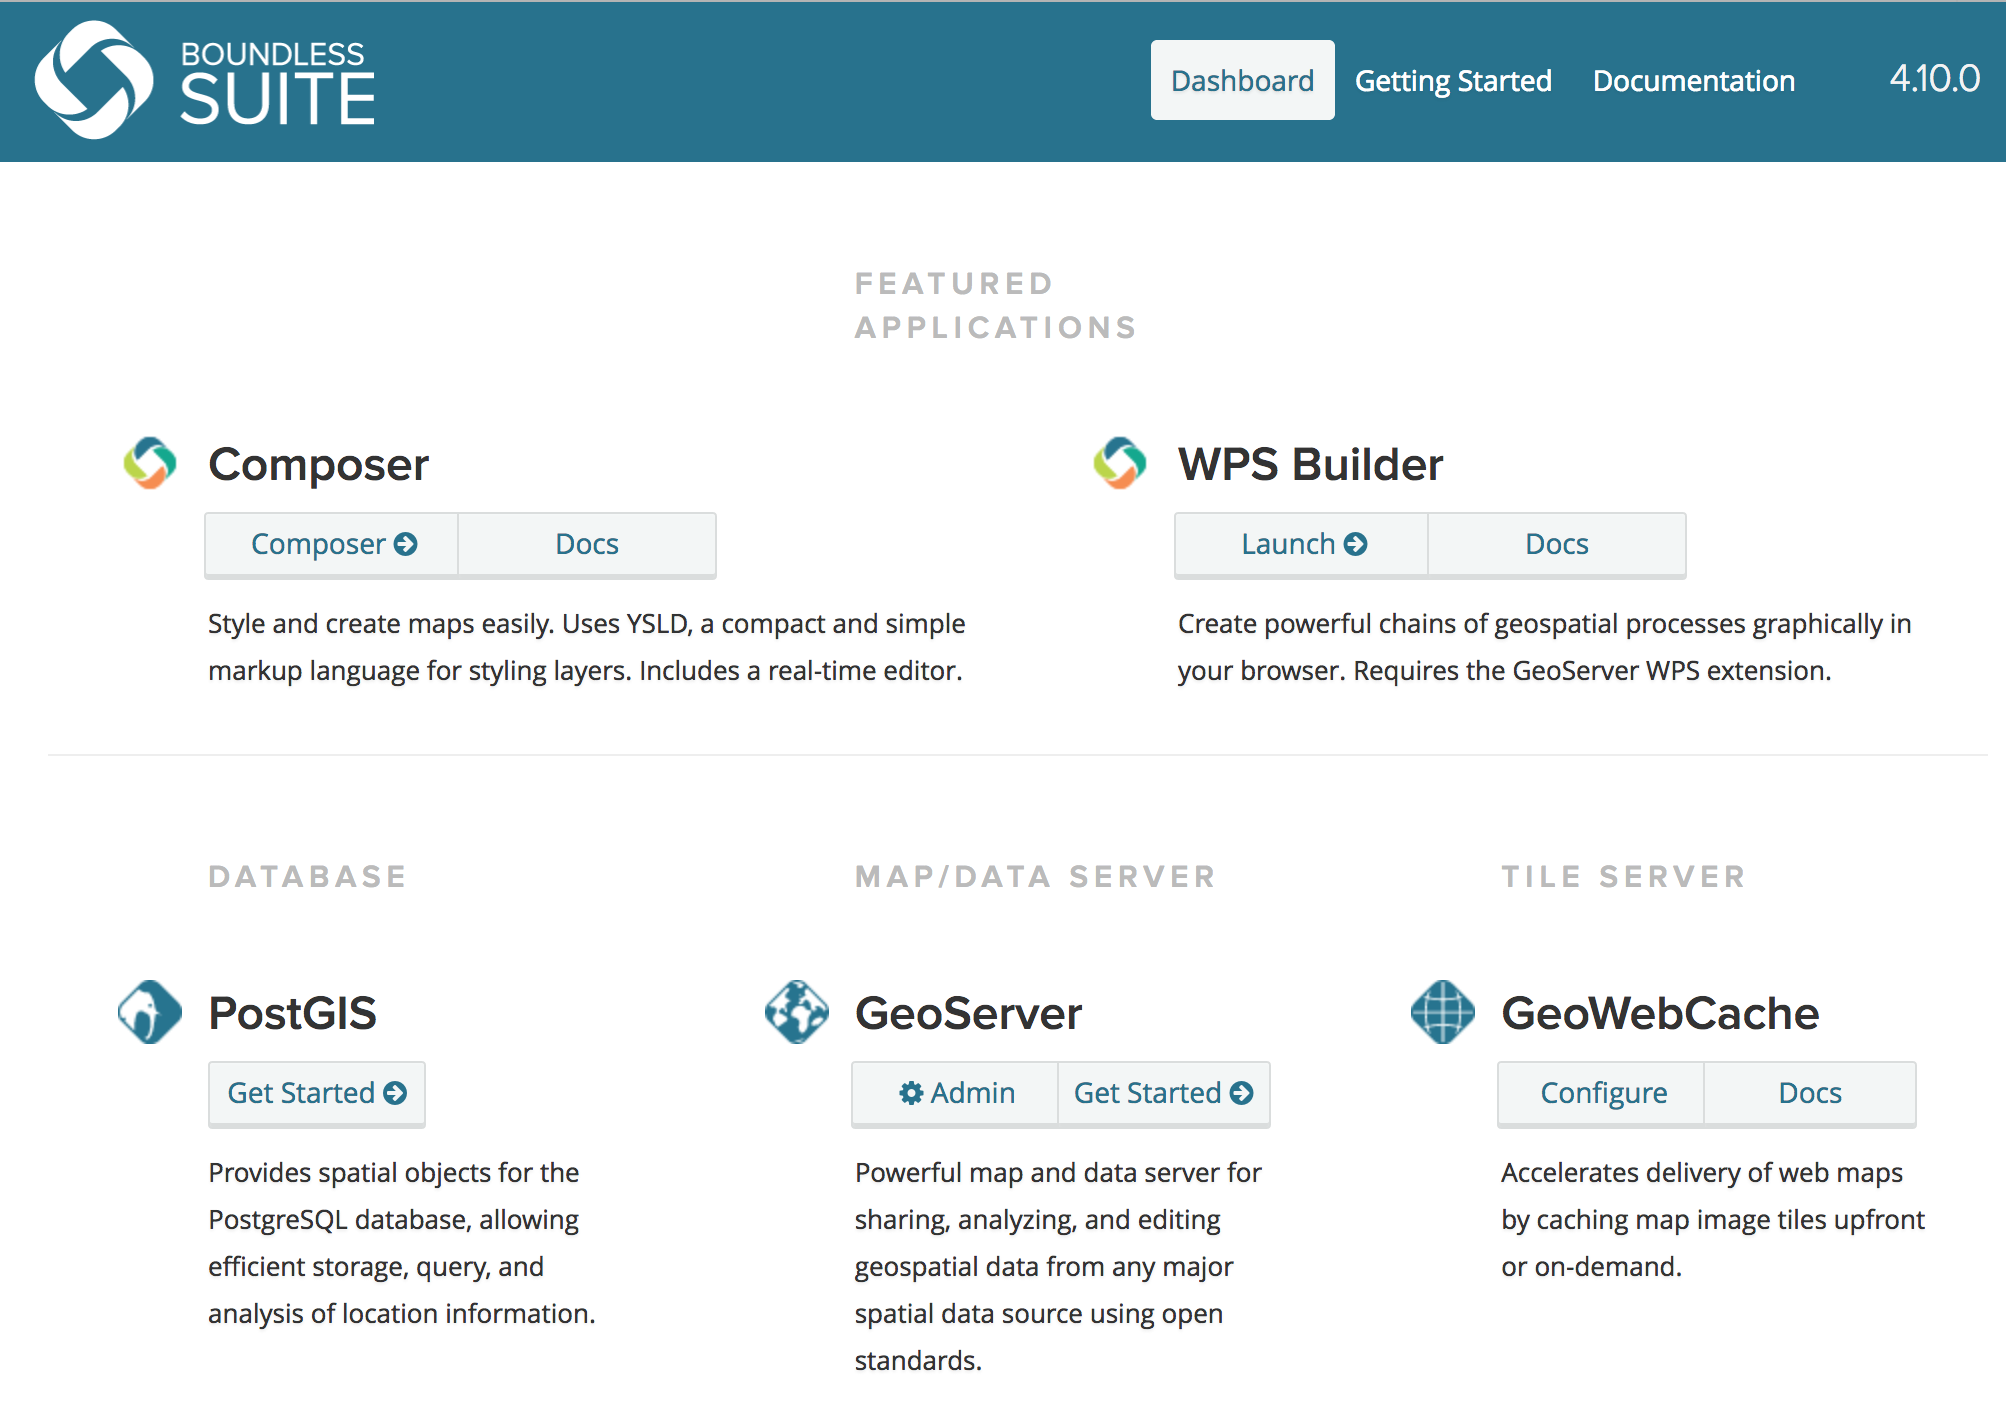 BOUNDLESS
SUITE
Dashboard
Getting Started
Documentation
4.10.0
FEATURED
APPLICATIONS
Composer
Composer
Docs
Style and create maps easily. Uses YSLD, a compact and simple
markup language for styling layers. Includes a real-time editor.
WPS Builder
Launch
Docs
Create powerful chains of geospatial processes graphically in
your browser. Requires the GeoServer WPS extension.
DATABASE
PostGIS
Get Started
Provides spatial objects for the
PostgreSQL database, allowing
efficient storage, query, and
analysis of location information.
MAP/DATA SERVER
GeoServer
Admin
Get Started
Powerful map and data server for
sharing, analyzing, and editing
geospatial data from any major
spatial data source using open
standards.
TILE SERVER
GeoWebCache
Configure
Docs
Accelerates delivery of web maps
by caching map image tiles upfront
or on-demand.